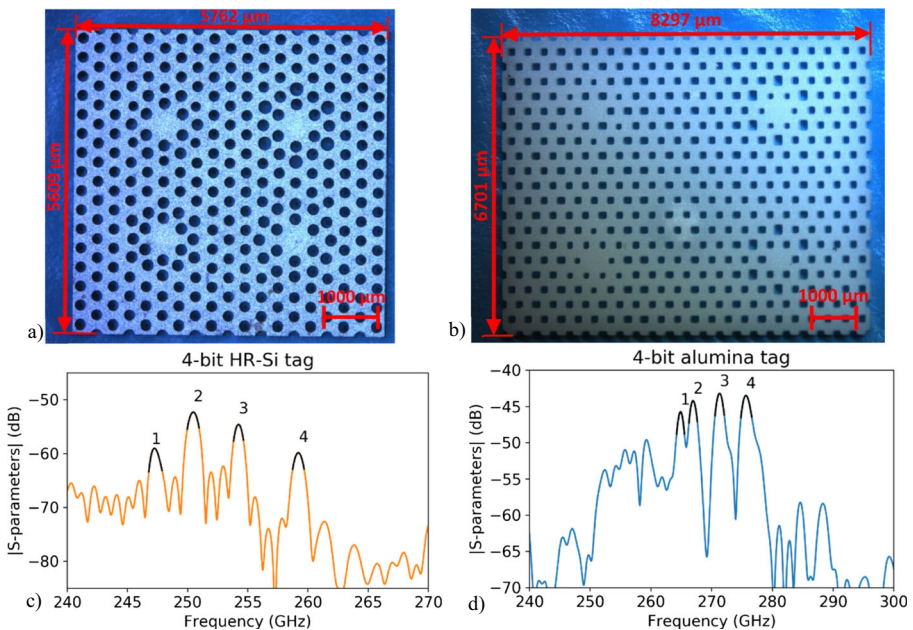 5762 µm
5609 µm
1000 µm
a)
8297 µm
6701 µm
1000 µm
b)
4-bit HR-Si tag
|S-parameters| (dB)
−50
−60
−70
−80
1
2
3
4
240 245 250 255 260 265 270
Frequency (GHz)
c)
4-bit alumina tag
|S-parameters| (dB)
−40
−45
−50
−55
−60
−65
−70
1
2
3
4
240 250 260 270 280 290 300
Frequency (GHz)
d)